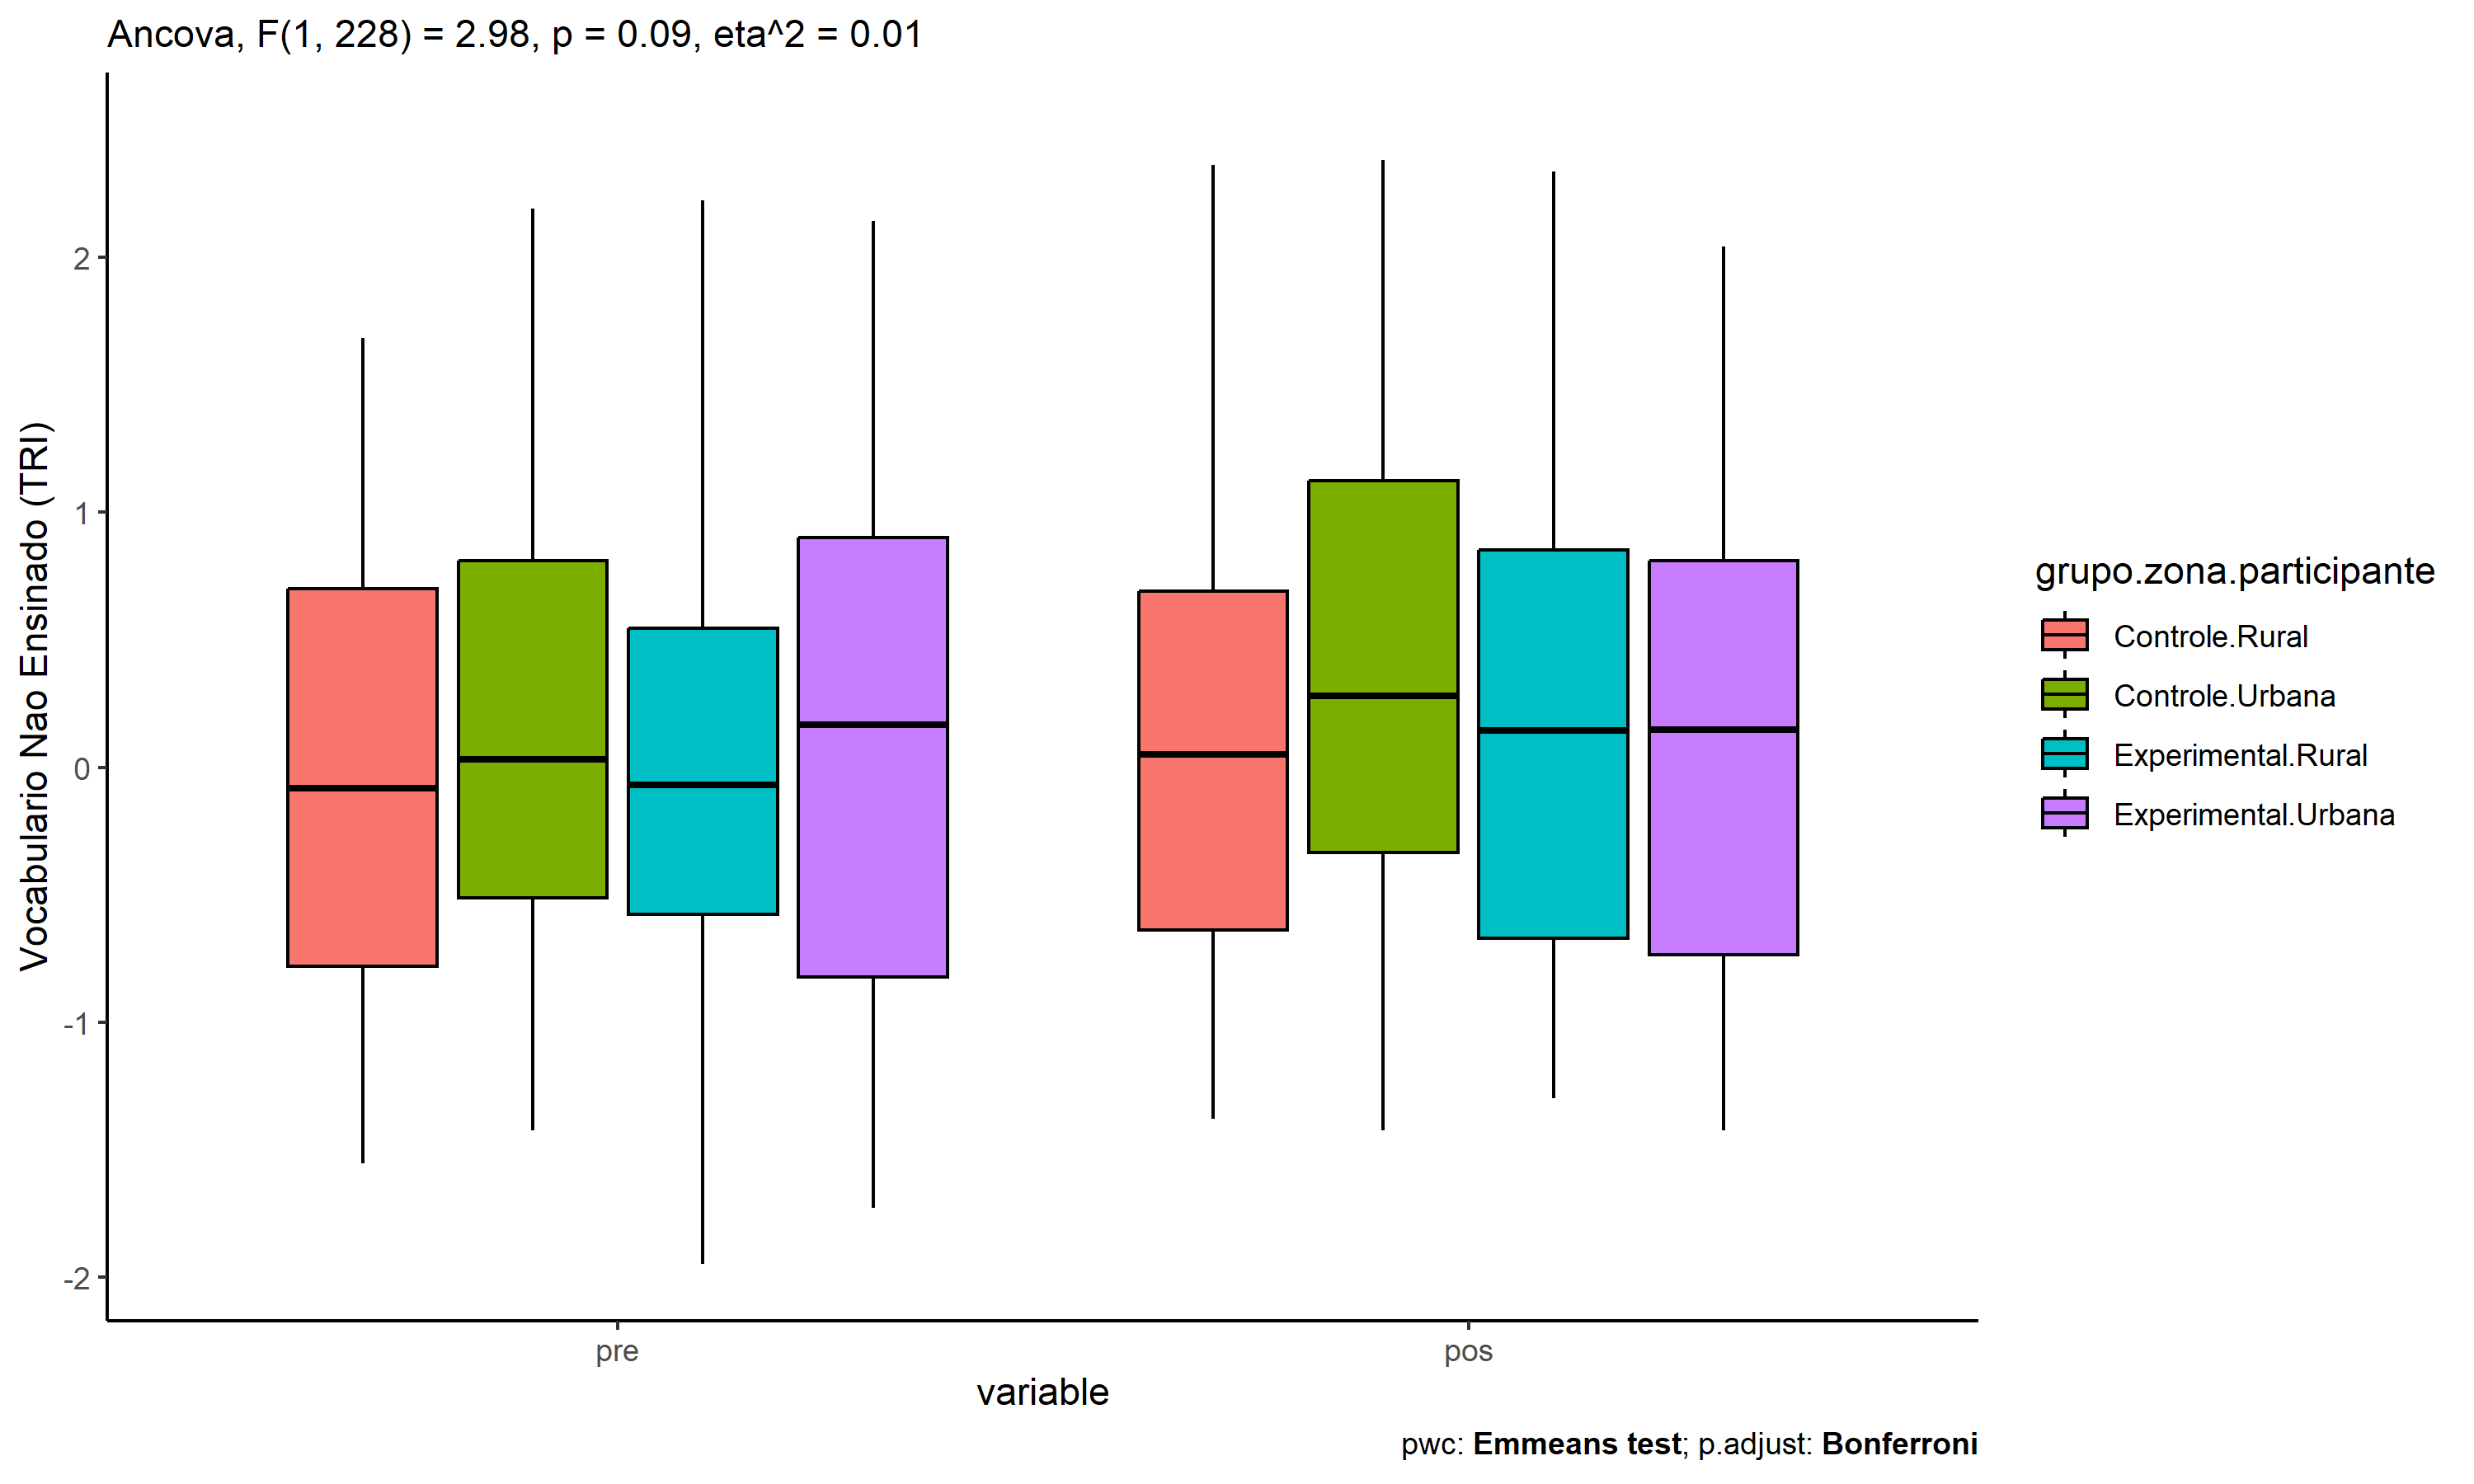 Ancova, F(1, 228) = 2.98, p = 0.09, eta^2 = 0.01
Vocabulario Nao Ensinado (TRI)
2
1
0
-1
-2
pre
pos
variable
grupo.zona.participante
Controle.Rural
Controle.Urbana
Experimental.Rural
Experimental.Urbana
pwc: Emmeans test; p.adjust: Bonferroni